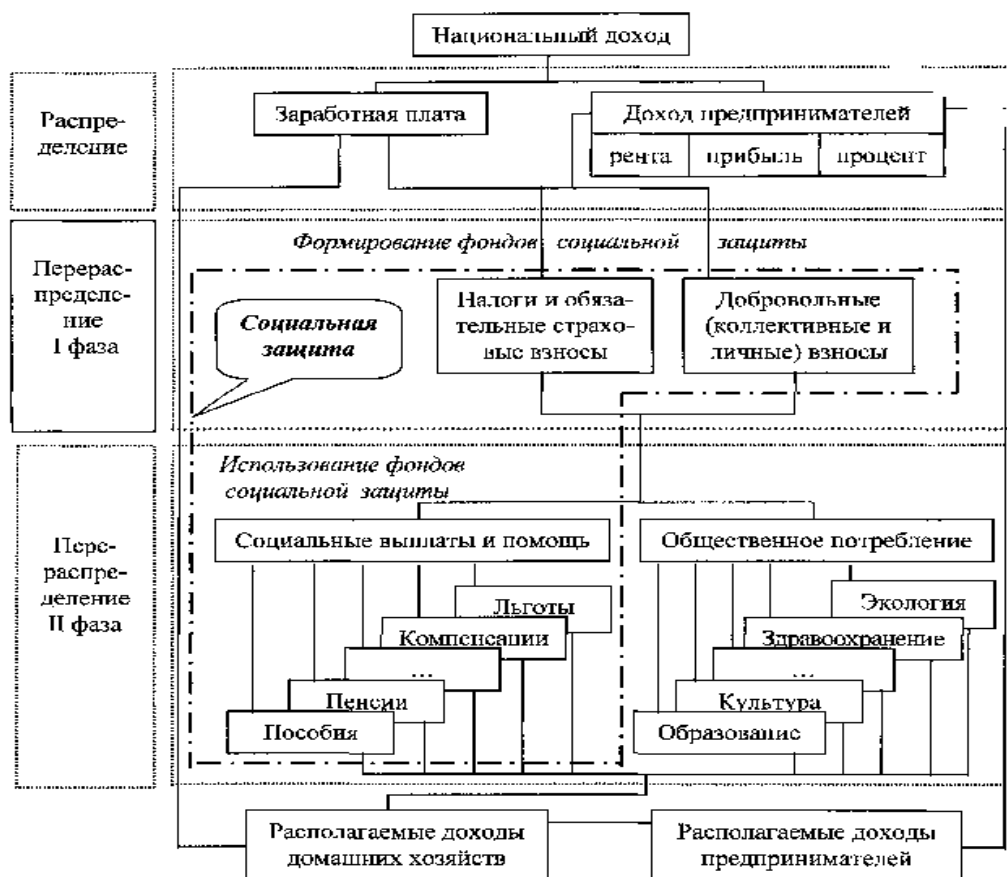 Национальный доход
Распре-
деление
Заработная плата
Доход предпринимателей
рента
прибыль
процент
Перерас-
пределе-
ние
I фаза
Формирование фондов социальной защиты
Социальная
защита
Налоги и обяза-
тельные страхо-
вые взносы
Добровольные
(коллективные и
личные) взносы
Пере-
распре-
деление
II фаза
Использование фондов
социальной защиты
Социальные выплаты и помощь
Льготы
Компенсации
...
Пенсии
Пособия
Общественное потребление
Экология
Здравоохранение
...
Культура
Образование
Располагаемые доходы
домашних хозяйств
Располагаемые доходы
предпринимателей